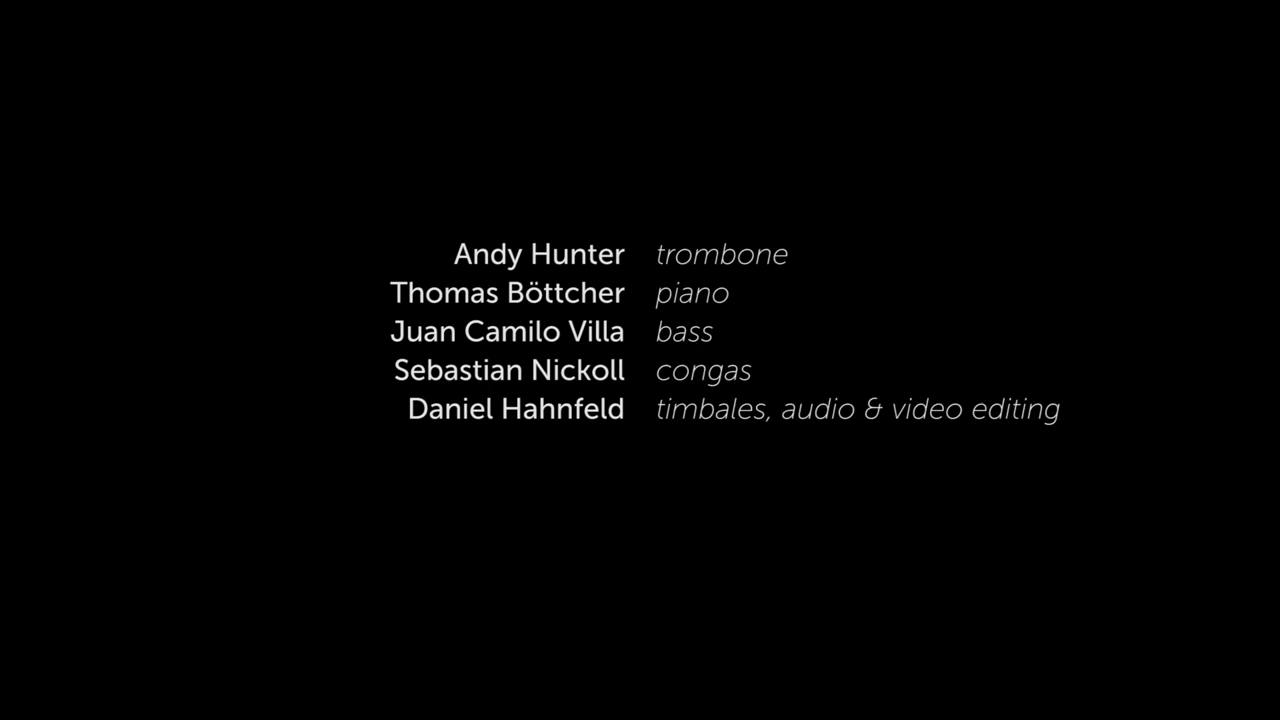 Andy Hunter trombone
Thomas Böttcher piano
Juan Camilo Villa bass
Sebastian Nickoll congas
Daniel Hahnfeld timbales, audio & video editing